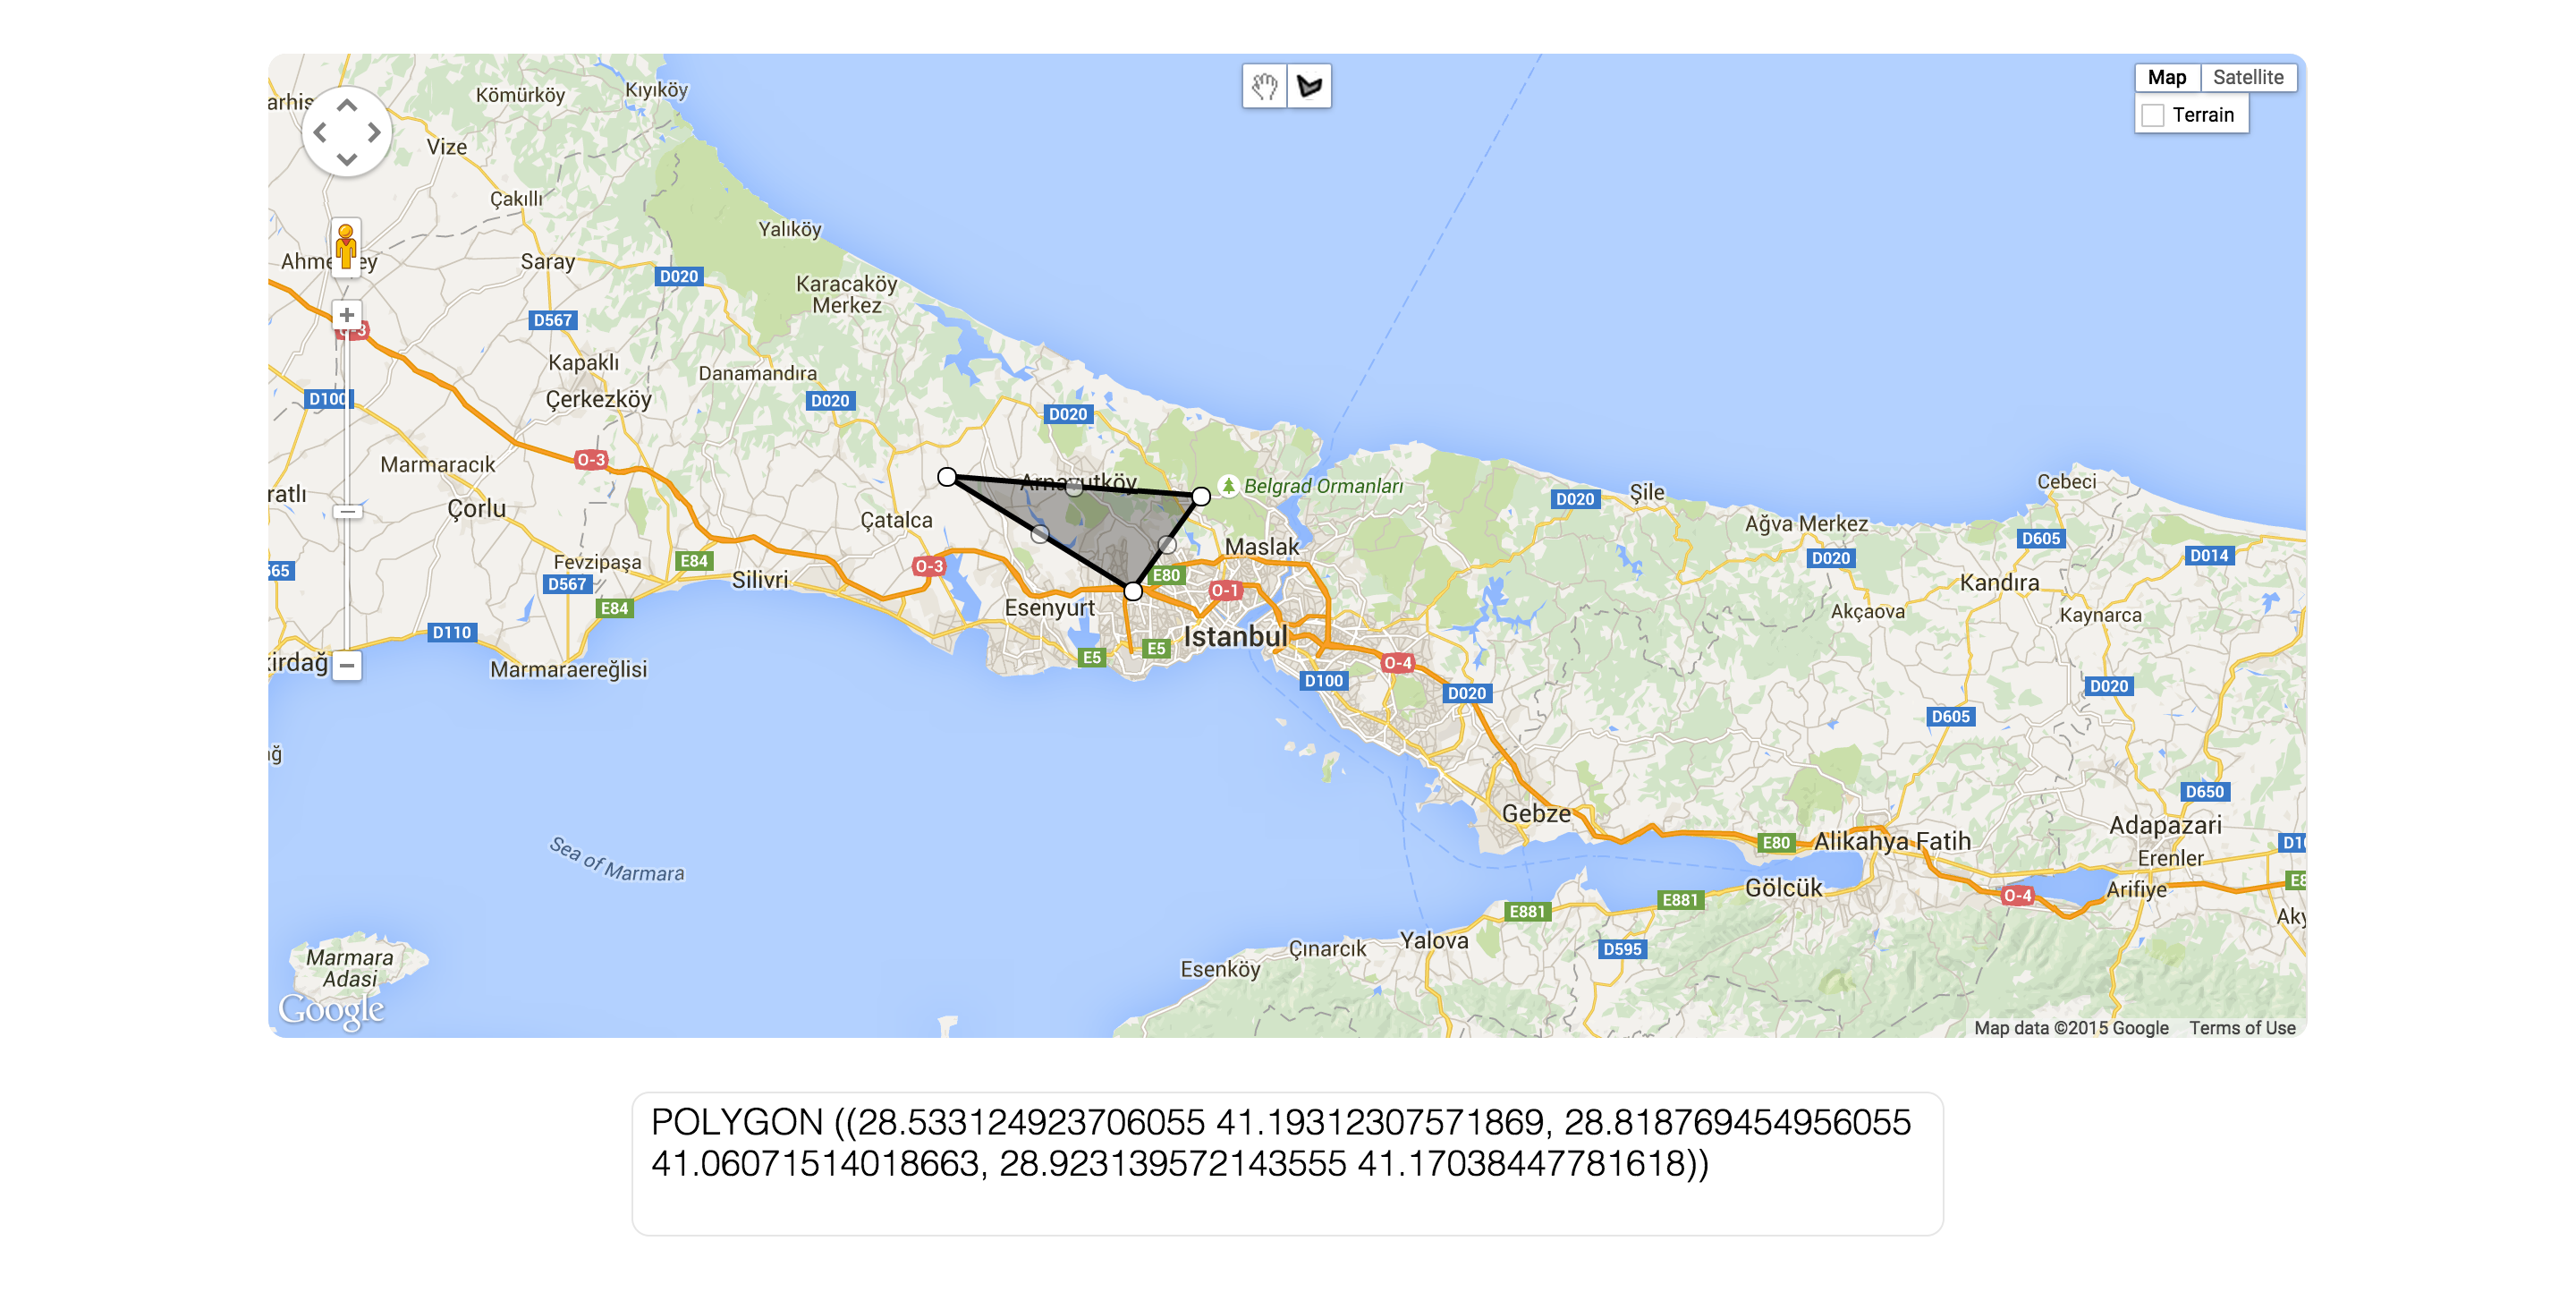 Kıyıköy
Kömürköy
arhis
Map Satellite
Terrain
Vize
Çakıllı
Yalıköy
Saray
D020
Karacaköy
Merkez
D567
O-3
Kapaklı
Danamandıra
Çerkezköy
D100
D020
D020
O-3
Marmaracık
ratlı
Çorlu
Arnavutköy
Belgrad Ormanları
D020
Şile
Cebeci
Ağva Merkez
Çatalca
D605
D014
D020
Maslak
Fevzipaşa
E84
O-3
E80
565
D567
Silivri
O-1
Kandıra
E84
Esenyurt
Akçaova
Kaynarca
D110
Istanbul
E5
E5
O-4
kirdağ
Marmaraereğlisi
D100
D020
D020
D605
ağ
D650
Gebze
Adapazari
E80
Alikahya Fatih
Erenler
Sea of Marmara
Gölcük
Arifiye
O-4
E881
E881
Aky
Yalova
Çınarcık
D595
Esenköy
Marmara
Adasi
Google
Map data ©2015 Google Terms of Use
POLYGON ((28.533124923706055 41.19312307571869, 28.818769454956055
41.06071514018663, 28.923139572143555 41.17038447781618))